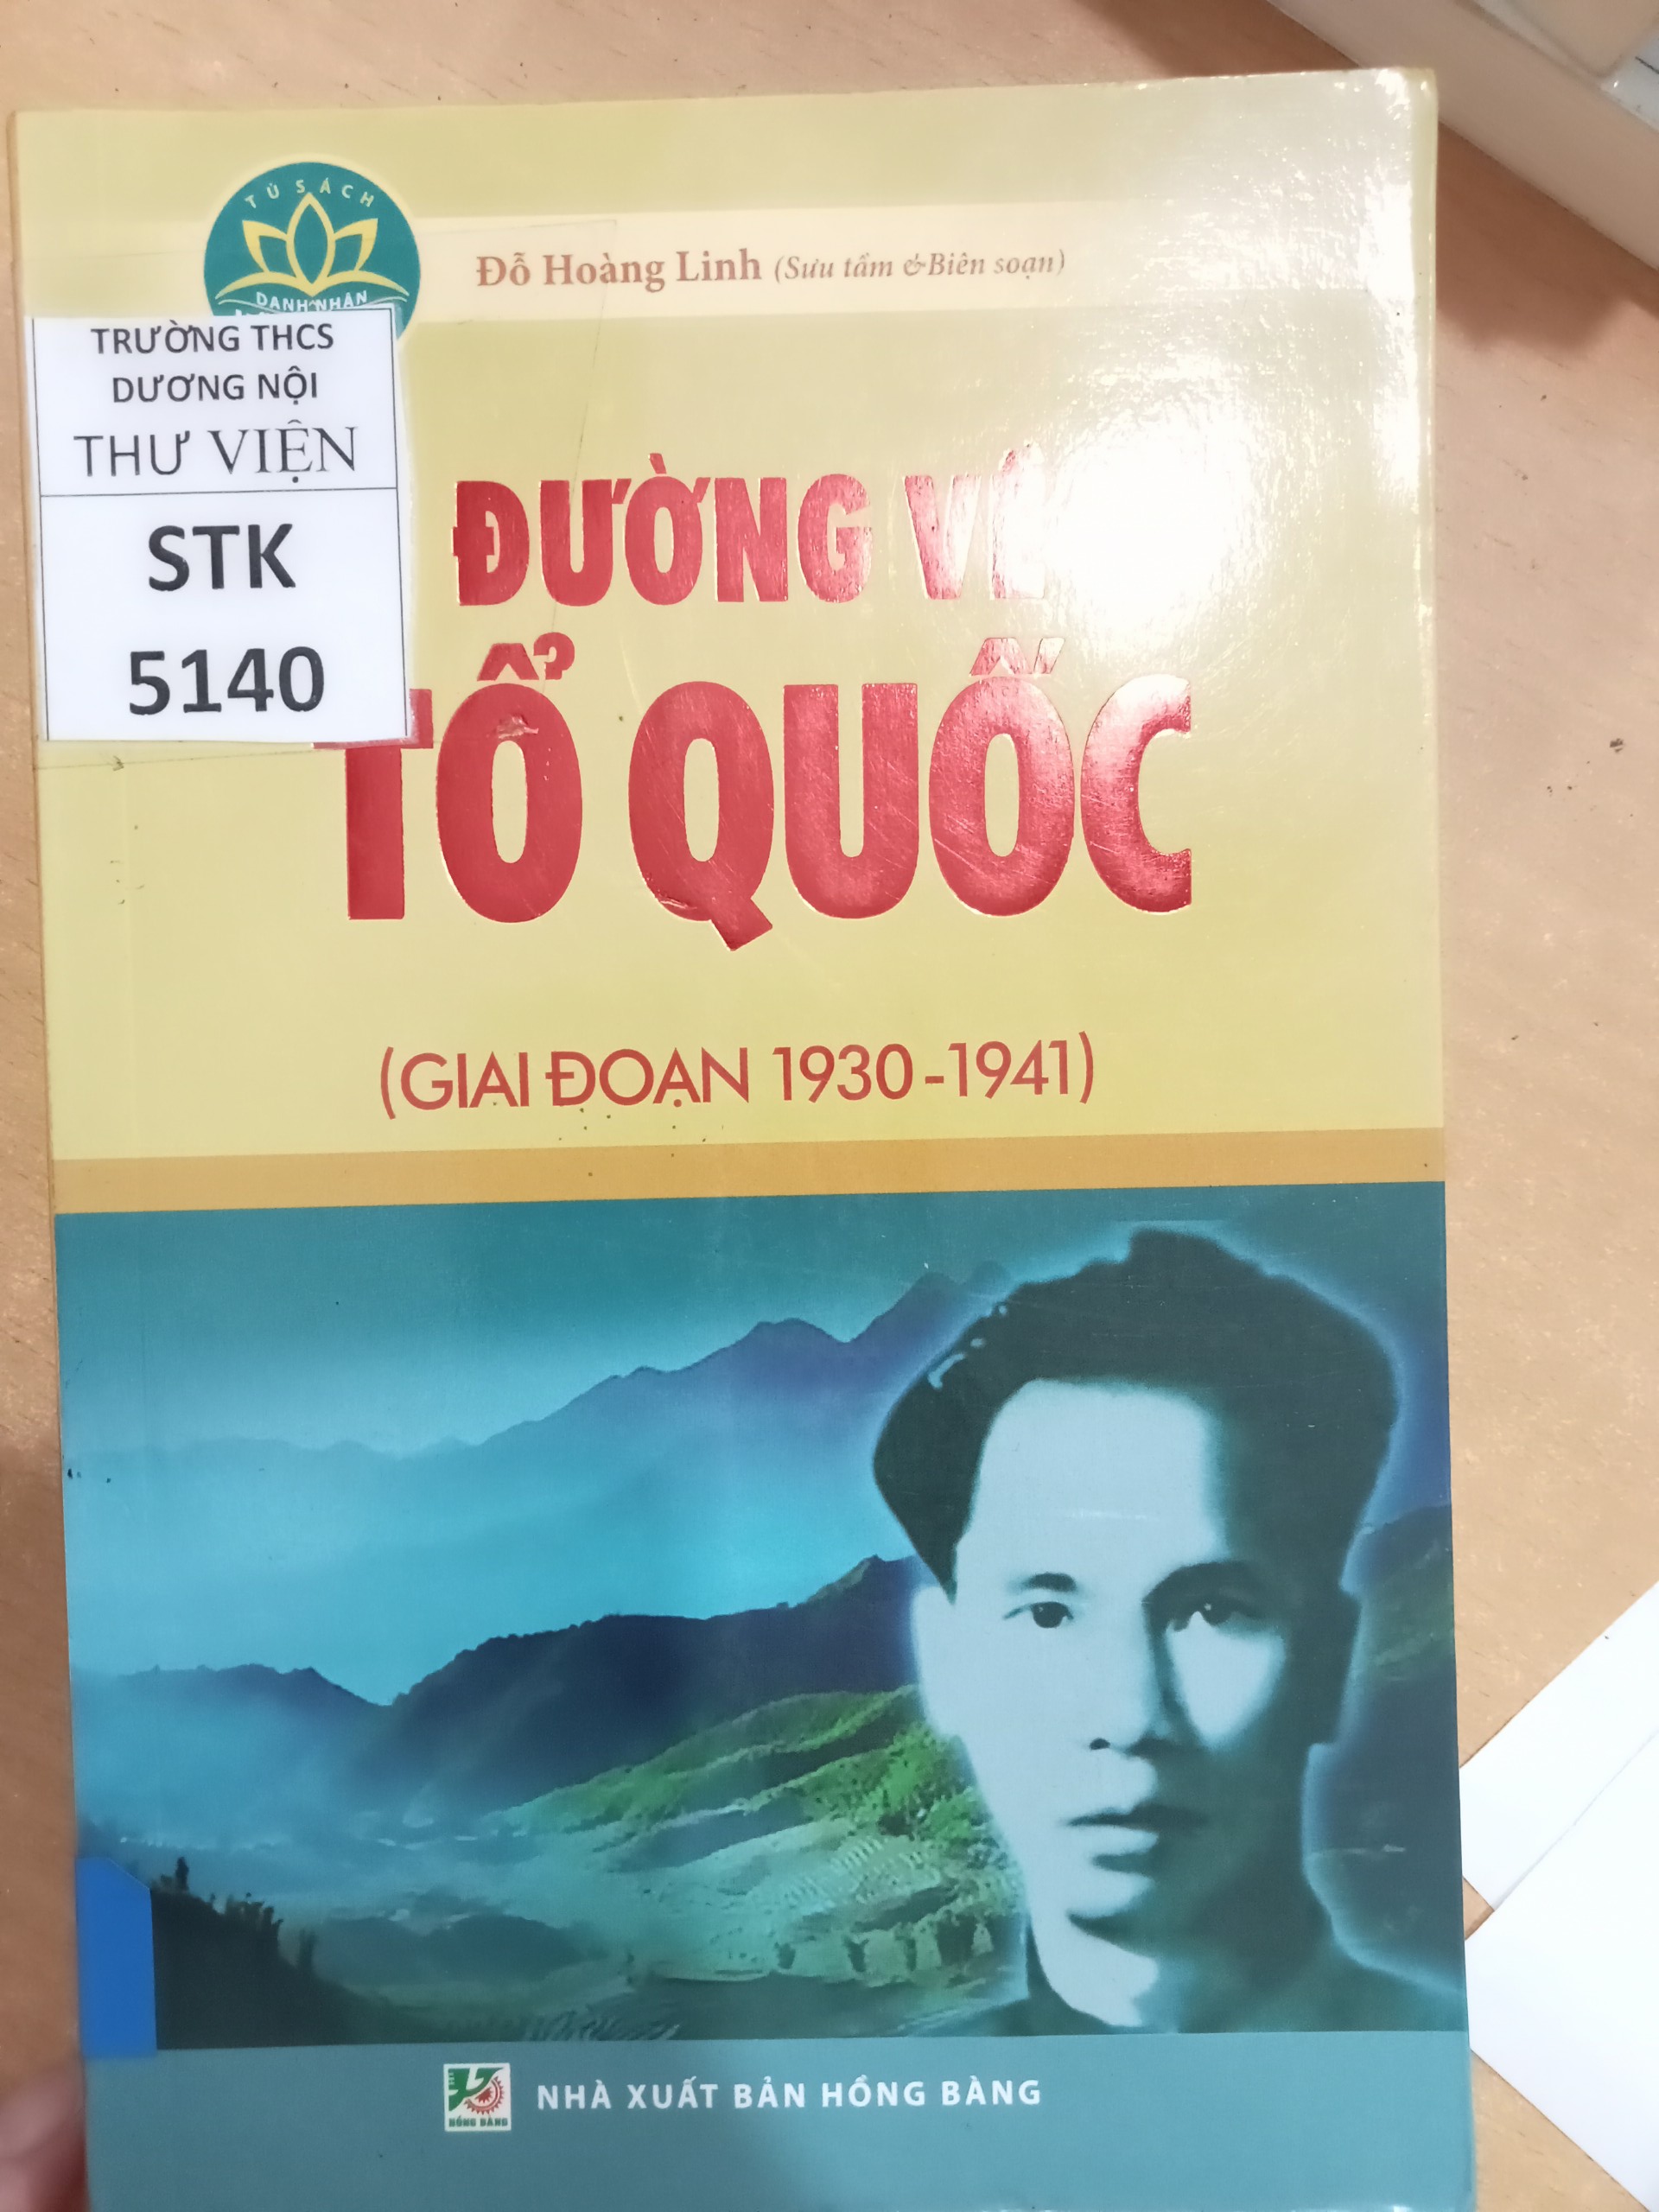 TỦ SÁCH
DANH NHÂN
Đỗ Hoàng Linh (Sưu tầm & Biên soạn)
TRƯỜNG THCS
DƯƠNG NỘI
THƯ VIỆN
STK
5140
ĐƯỜNG VỀ
TỔ QUỐC
(GIAI ĐOẠN 1930-1941)
HỒNG BÀNG
NHÀ XUẤT BẢN HỒNG BÀNG